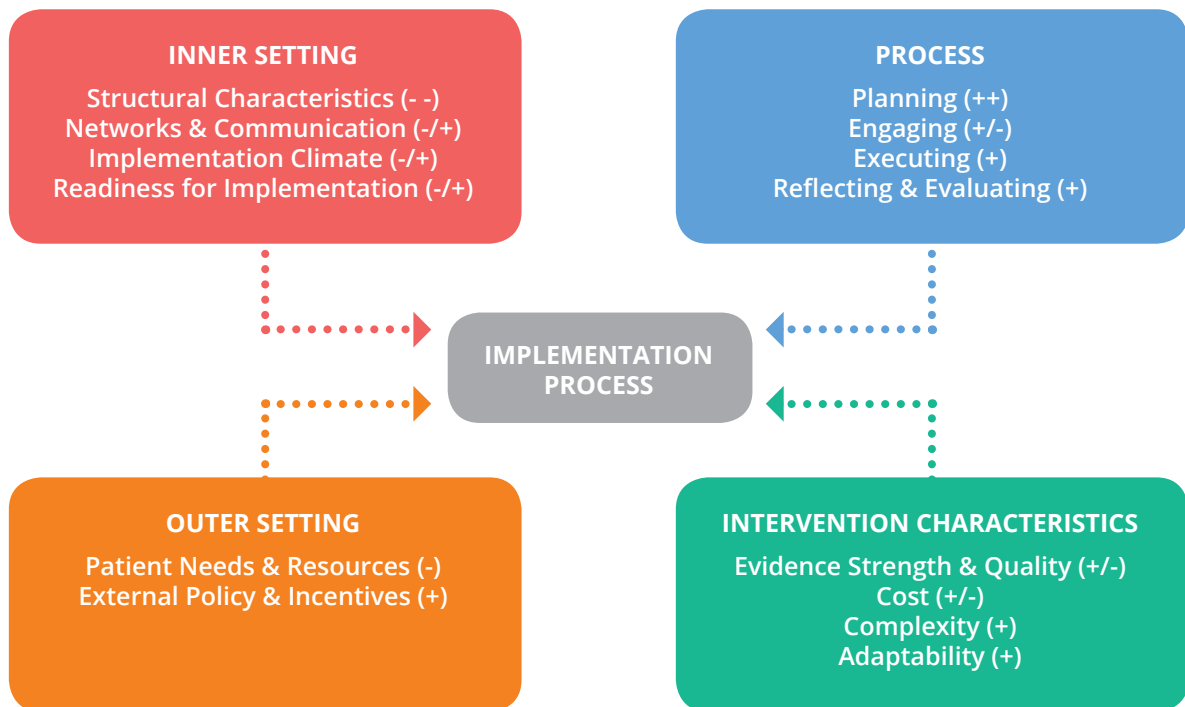 INNER SETTING
Structural Characteristics (- -)
Networks & Communication (-/+)
Implementation Climate (-/+)
Readiness for Implementation (-/+)
PROCESS
Planning (++)
Engaging (+/-)
Executing (+)
Reflecting & Evaluating (+)
IMPLEMENTATION
PROCESS
OUTER SETTING
Patient Needs & Resources (-)
External Policy & Incentives (+)
INTERVENTION CHARACTERISTICS
Evidence Strength & Quality (+/-)
Cost (+/-)
Complexity (+)
Adaptability (+)